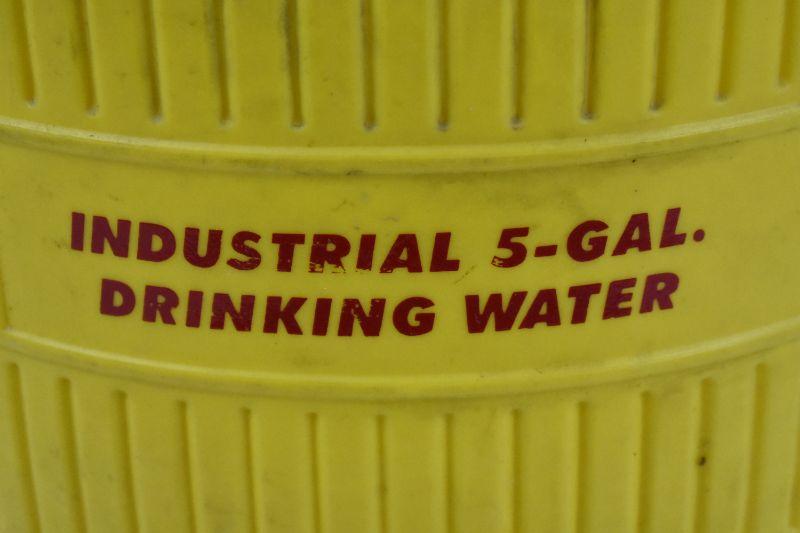 INDUSTRIAL 5-GAL.
DRINKING WATER